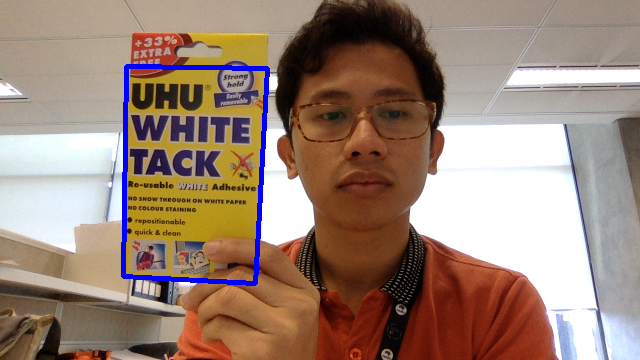 +33%
EXTRA
FREE
Strong
hold
Easily
removable
UHU®
WHITE
TACK
Re-usable WHITE Adhesive
NO SHOW THROUGH ON WHITE PAPER
NO COLOUR STAINING
● repositionable
● quick & clean